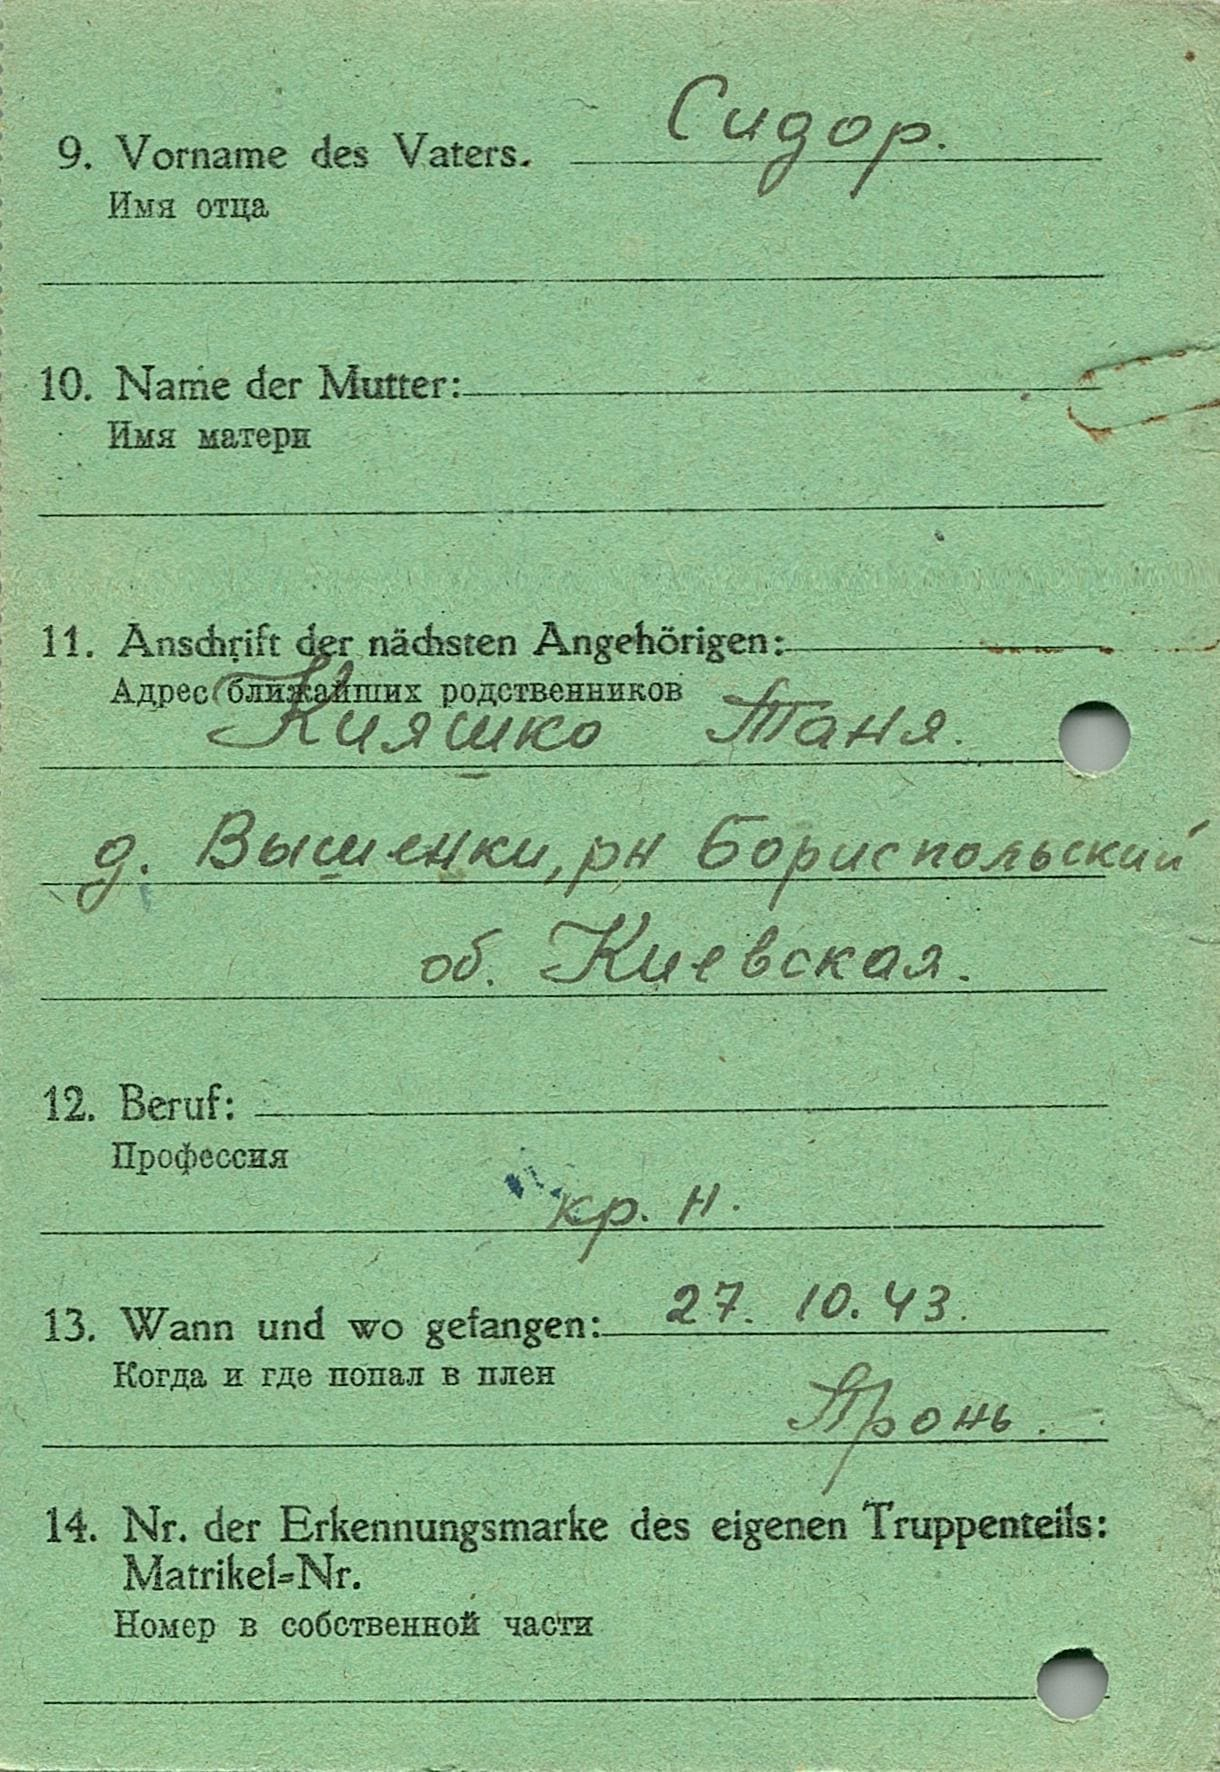 Сидор.
9. Vorname des Vaters.
Имя отца
10. Name der Mutter:
Имя матери
11. Anschrift der nächsten Angehörigen:
Адрес ближайших родственников
Кияшко Таня.
д. Вышенки, рн Бориспольский
об. Киевская.
12. Beruf:
Профессия
кр. н.
13. Wann und wo gefangen: 27. 10. 43.
Когда и где попал в плен
Пронь.
14. Nr. der Erkennungsmarke des eigenen Truppenteils:
Matrikel-Nr.
Номер в собственной части